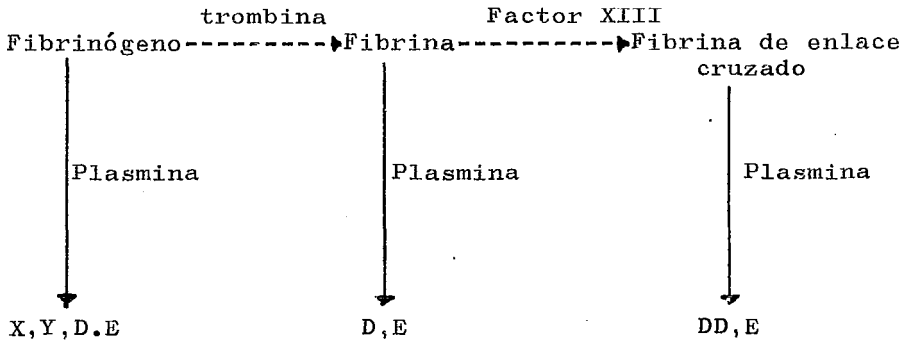 trombina Factor XIII
Fibrinógeno Fibrina Fibrina de enlace
cruzado
Plasmina Plasmina Plasmina
X,Y,D.E D,E DD,E